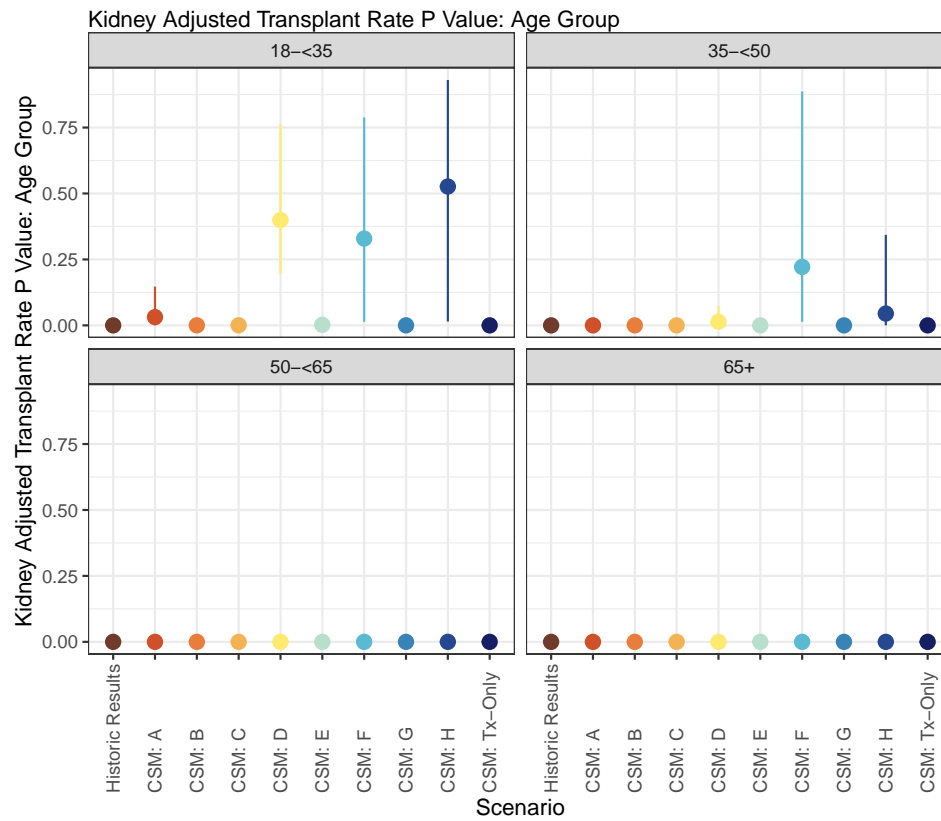 Kidney Adjusted Transplant Rate P Value: Age Group
18−<35
35−<50
Kidney Adjusted Transplant Rate P Value: Age Group
0.75
0.50
0.25
0.00
50−<65
65+
0.75
0.50
0.25
0.00
Historic Results
CSM: A
CSM: B
CSM: C
CSM: D
CSM: E
CSM: F
CSM: G
CSM: H
CSM: Tx−Only
Historic Results
CSM: A
CSM: B
CSM: C
CSM: D
CSM: E
CSM: F
CSM: G
CSM: H
CSM: Tx−Only
Scenario